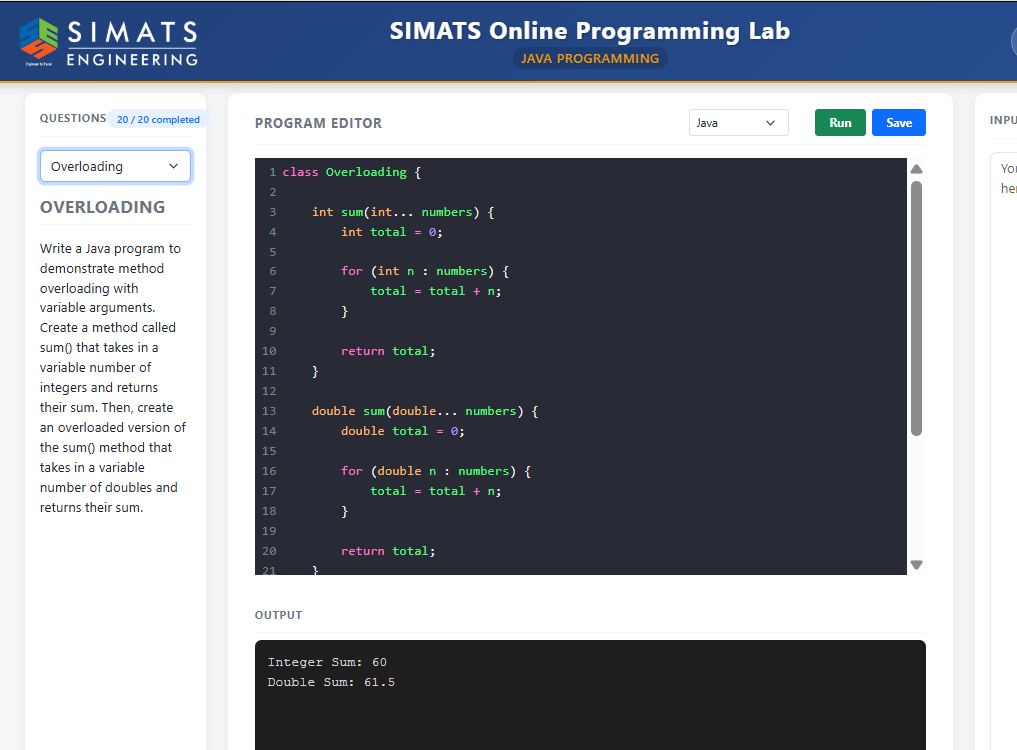 SIMATS
ENGINEERING
Engineer to Excel
SIMATS Online Programming Lab
JAVA PROGRAMMING
QUESTIONS
20 / 20 completed
Overloading
OVERLOADING
Write a Java program to
demonstrate method
overloading with
variable arguments.
Create a method called
sum() that takes in a
variable number of
integers and returns
their sum. Then, create
an overloaded version of
the sum() method that
takes in a variable
number of doubles and
returns their sum.
PROGRAM EDITOR
Java
Run
Save
1 class Overloading {
2
3     int sum(int... numbers) {
4         int total = 0;
5
6         for (int n : numbers) {
7             total = total + n;
8         }
9
10         return total;
11     }
12
13     double sum(double... numbers) {
14         double total = 0;
15
16         for (double n : numbers) {
17             total = total + n;
18         }
19
20         return total;
21     }
OUTPUT
Integer Sum: 60
Double Sum: 61.5